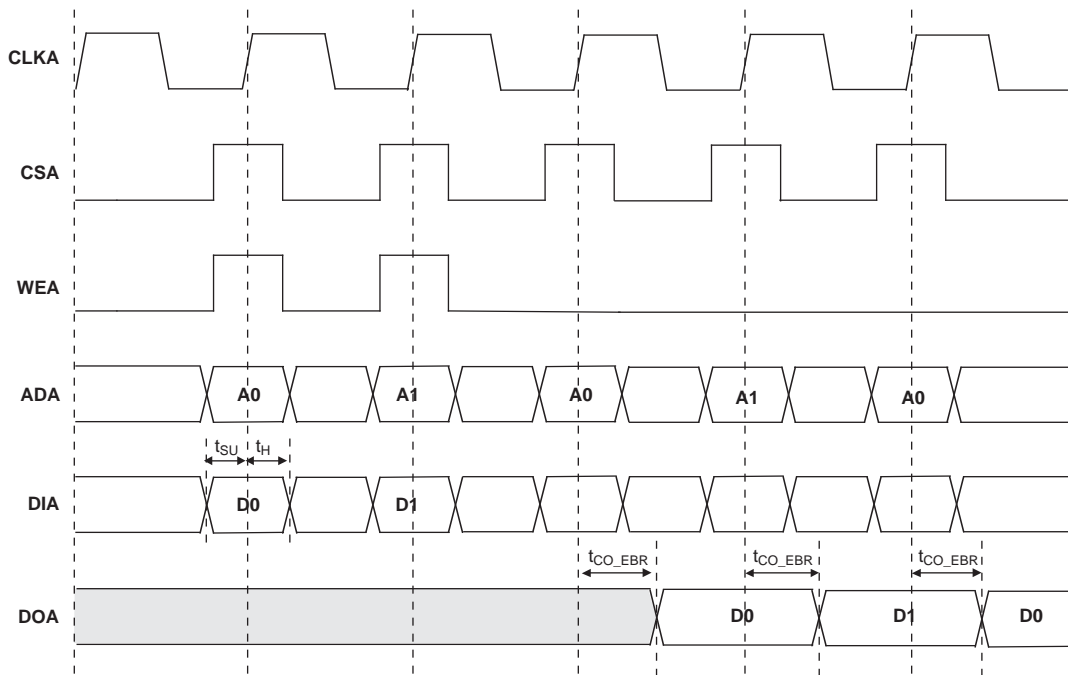 CLKA
CSA
WEA
ADA A0 A1 A0 A1 A0
tSU tH
DIA D0 D1
tCO_EBR tCO_EBR tCO_EBR
DOA D0 D1 D0